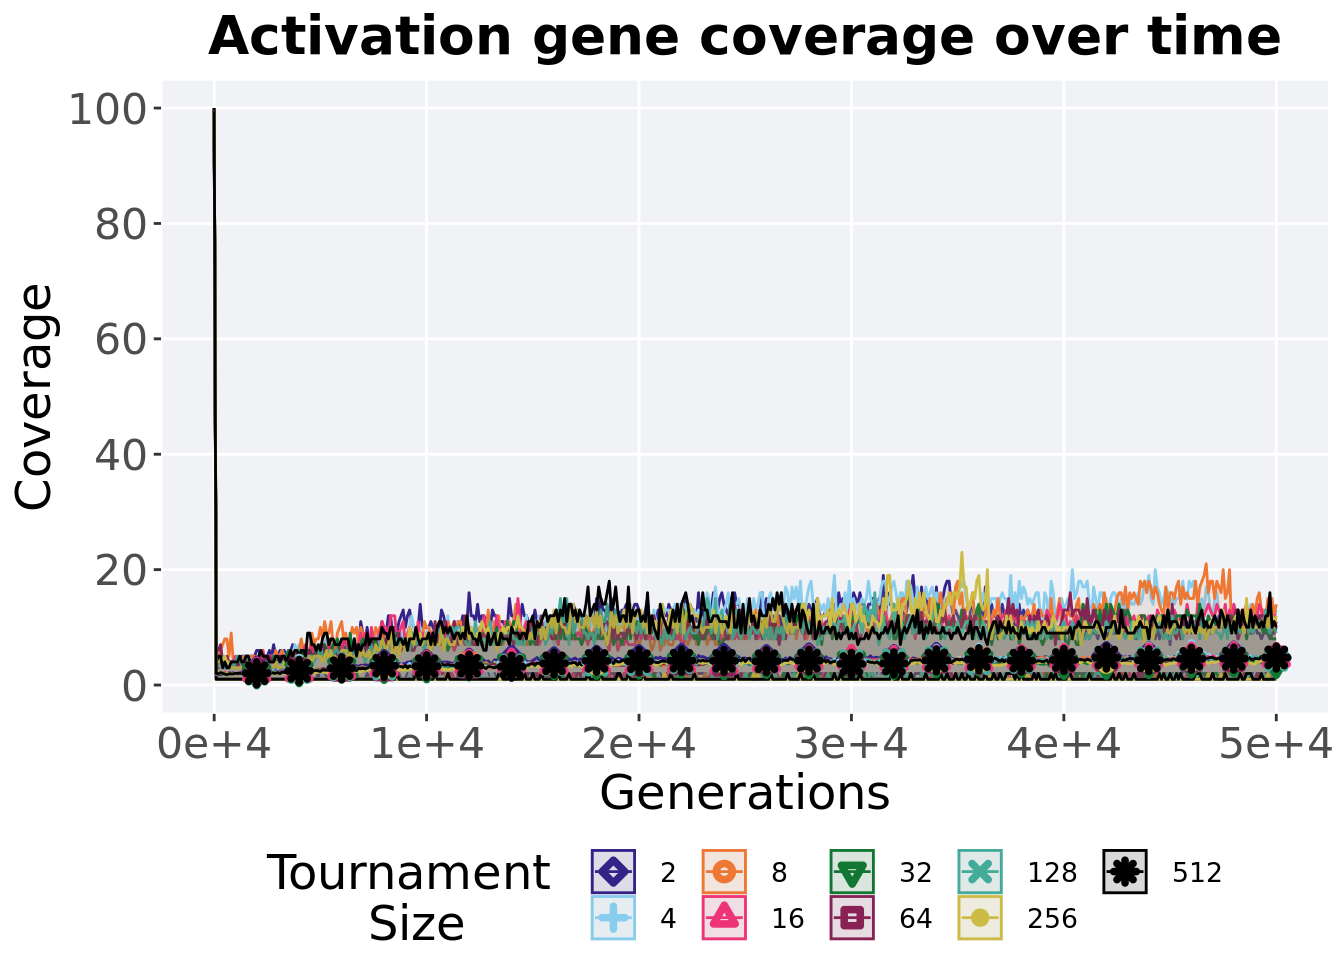 Activation gene coverage over time
100
80
60
40
20
0
Coverage
0e+4 1e+4 2e+4 3e+4 4e+4 5e+4
Generations
Tournament
Size
2 8 32 128 512
4 16 64 256